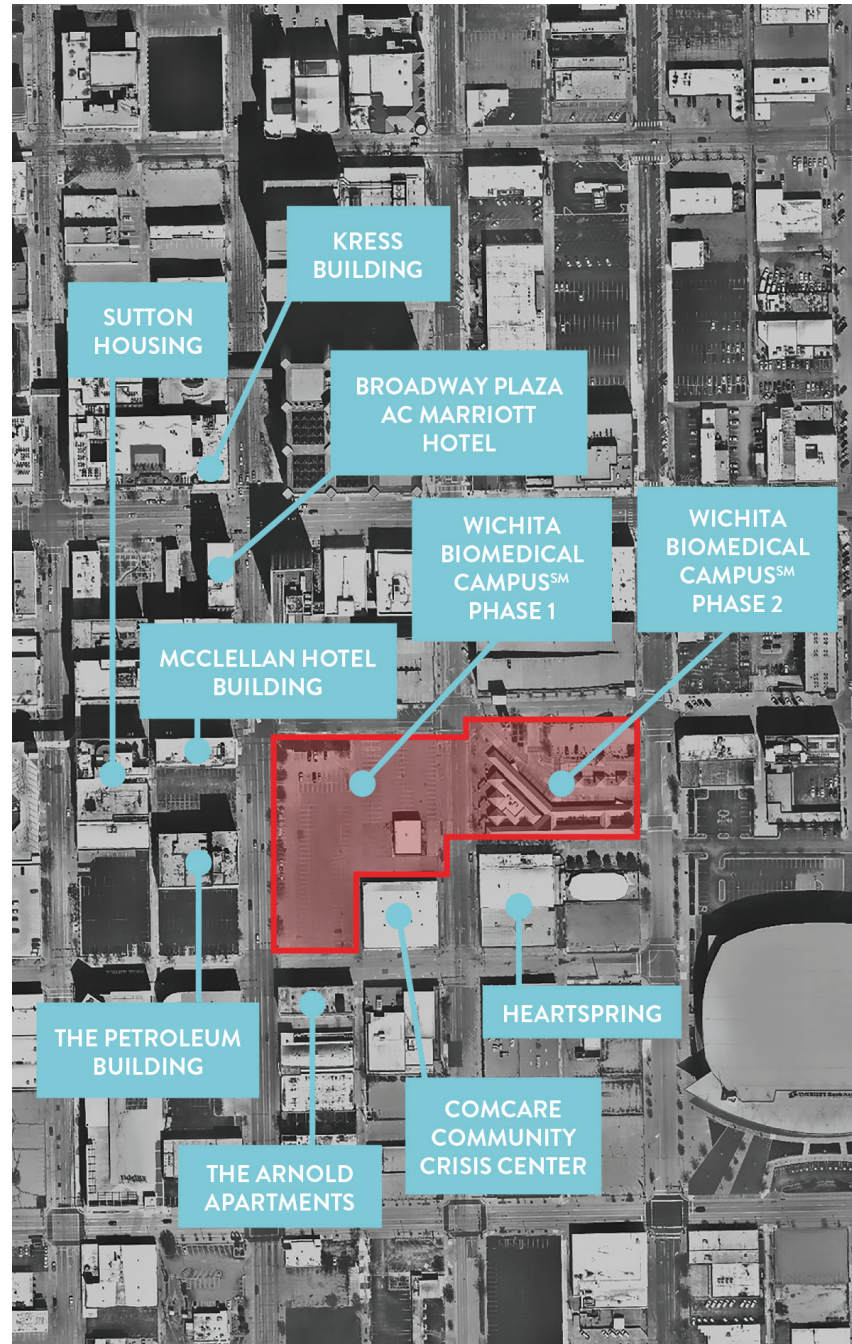 KRESS
BUILDING
SUTTON
HOUSING
BROADWAY PLAZA
AC MARRIOTT
HOTEL
WICHITA
BIOMEDICAL
CAMPUS℠
PHASE 1
WICHITA
BIOMEDICAL
CAMPUS℠
PHASE 2
MCCLELLAN HOTEL
BUILDING
HEARTSPRING
THE PETROLEUM
BUILDING
COMCARE
COMMUNITY
CRISIS CENTER
THE ARNOLD
APARTMENTS